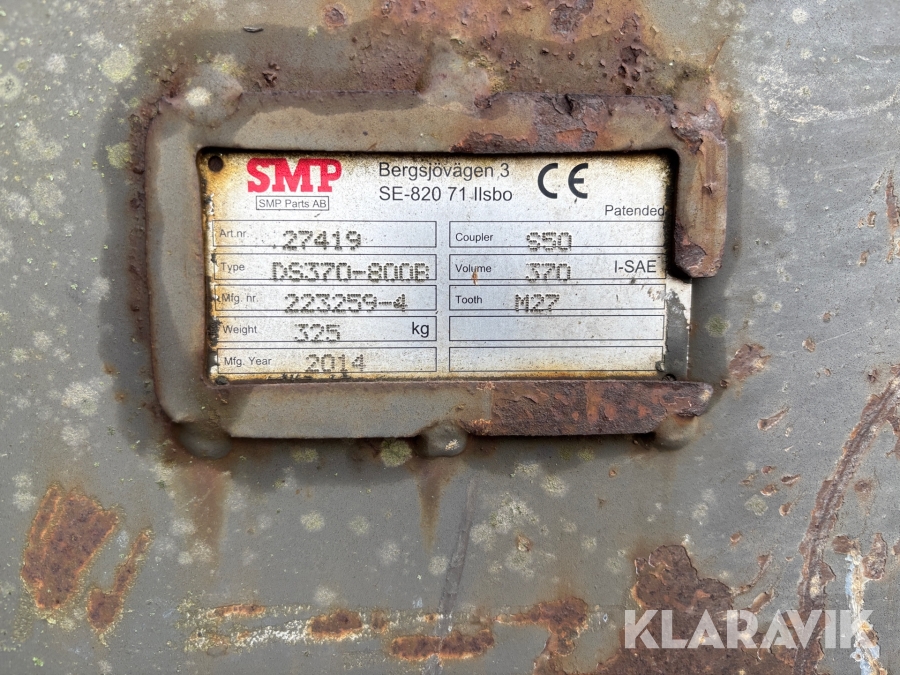 SMP
SMP Parts AB
Bergsjövägen 3
SE-820 71 Ilsbo
CE
Patented
Art.nr. 27419
Type DS370-800B
Mfg. nr. 223259-4
Weight 325 kg
Mfg. Year 2014
Coupler S50
Volume 370 I-SAE
Tooth M27
KLARAVIK